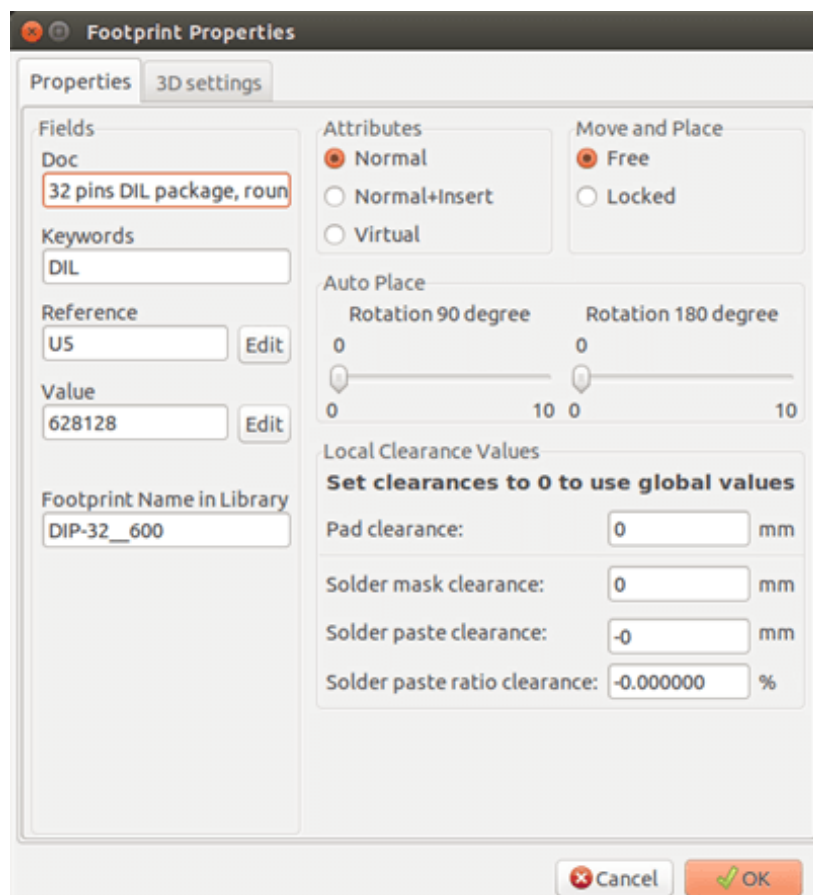 Footprint Properties
Properties
3D settings
Fields
Doc
32 pins DIL package, roun
Keywords
DIL
Reference
U5
Edit
Value
628128
Edit
Footprint Name in Library
DIP-32__600
Attributes
Normal
Normal+Insert
Virtual
Move and Place
Free
Locked
Auto Place
Rotation 90 degree
0
0 10
Rotation 180 degree
0
0 10
Local Clearance Values
Set clearances to 0 to use global values
Pad clearance: 0 mm
Solder mask clearance: 0 mm
Solder paste clearance: -0 mm
Solder paste ratio clearance: -0.000000 %
Cancel
OK